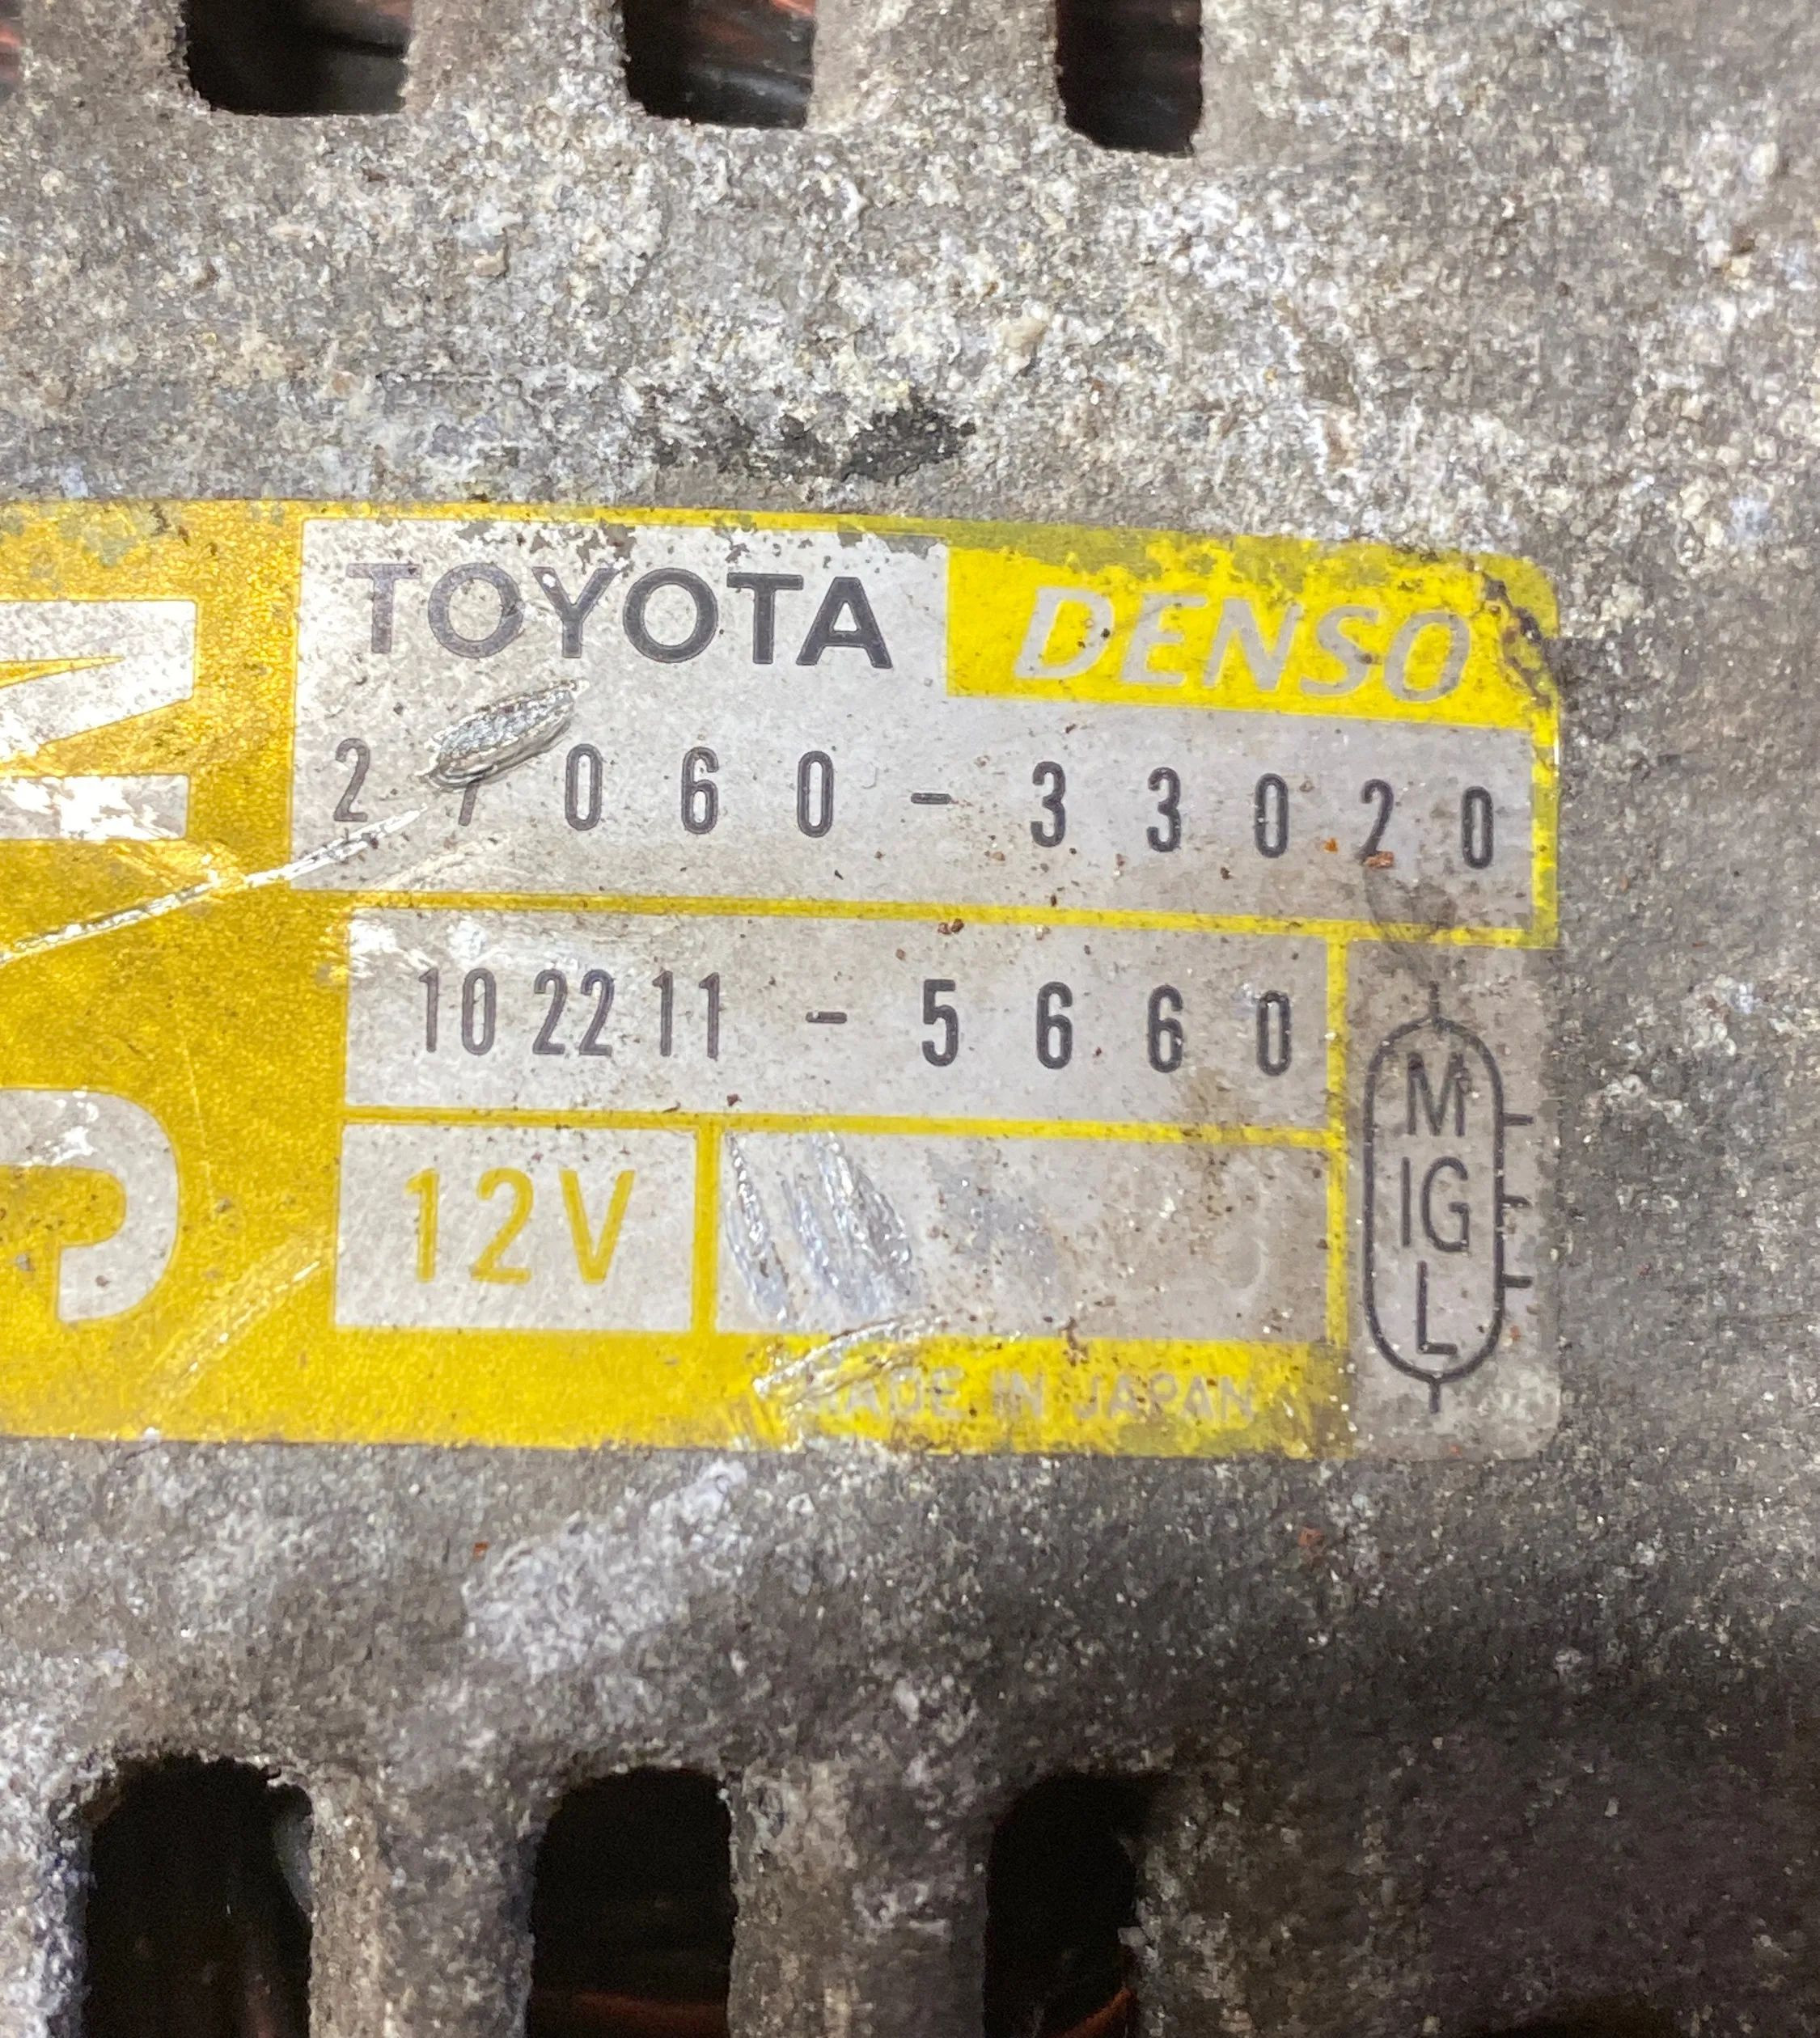 TOYOTA DENSO
27060-33020
102211-5660
12V
M
IG
L
MADE IN JAPAN